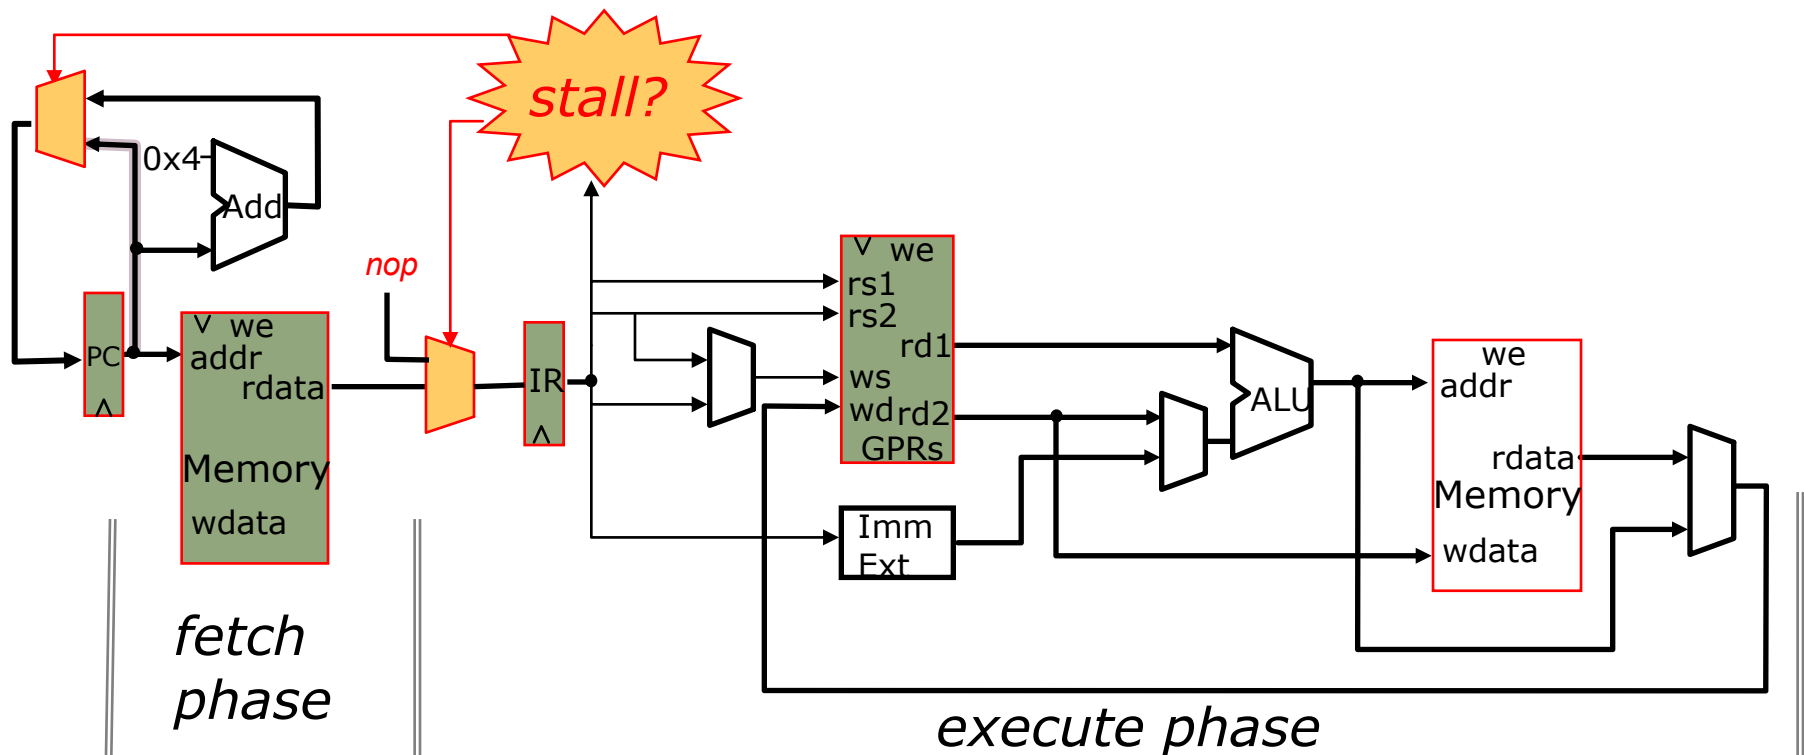 stall?
0x4
Add
nop
PC
we
addr
rdata
Memory
wdata
IR
we
rs1
rs2
rd1
ws
wd rd2
GPRs
Imm
Ext
ALU
we
addr
rdata
Memory
wdata
fetch
phase
execute phase